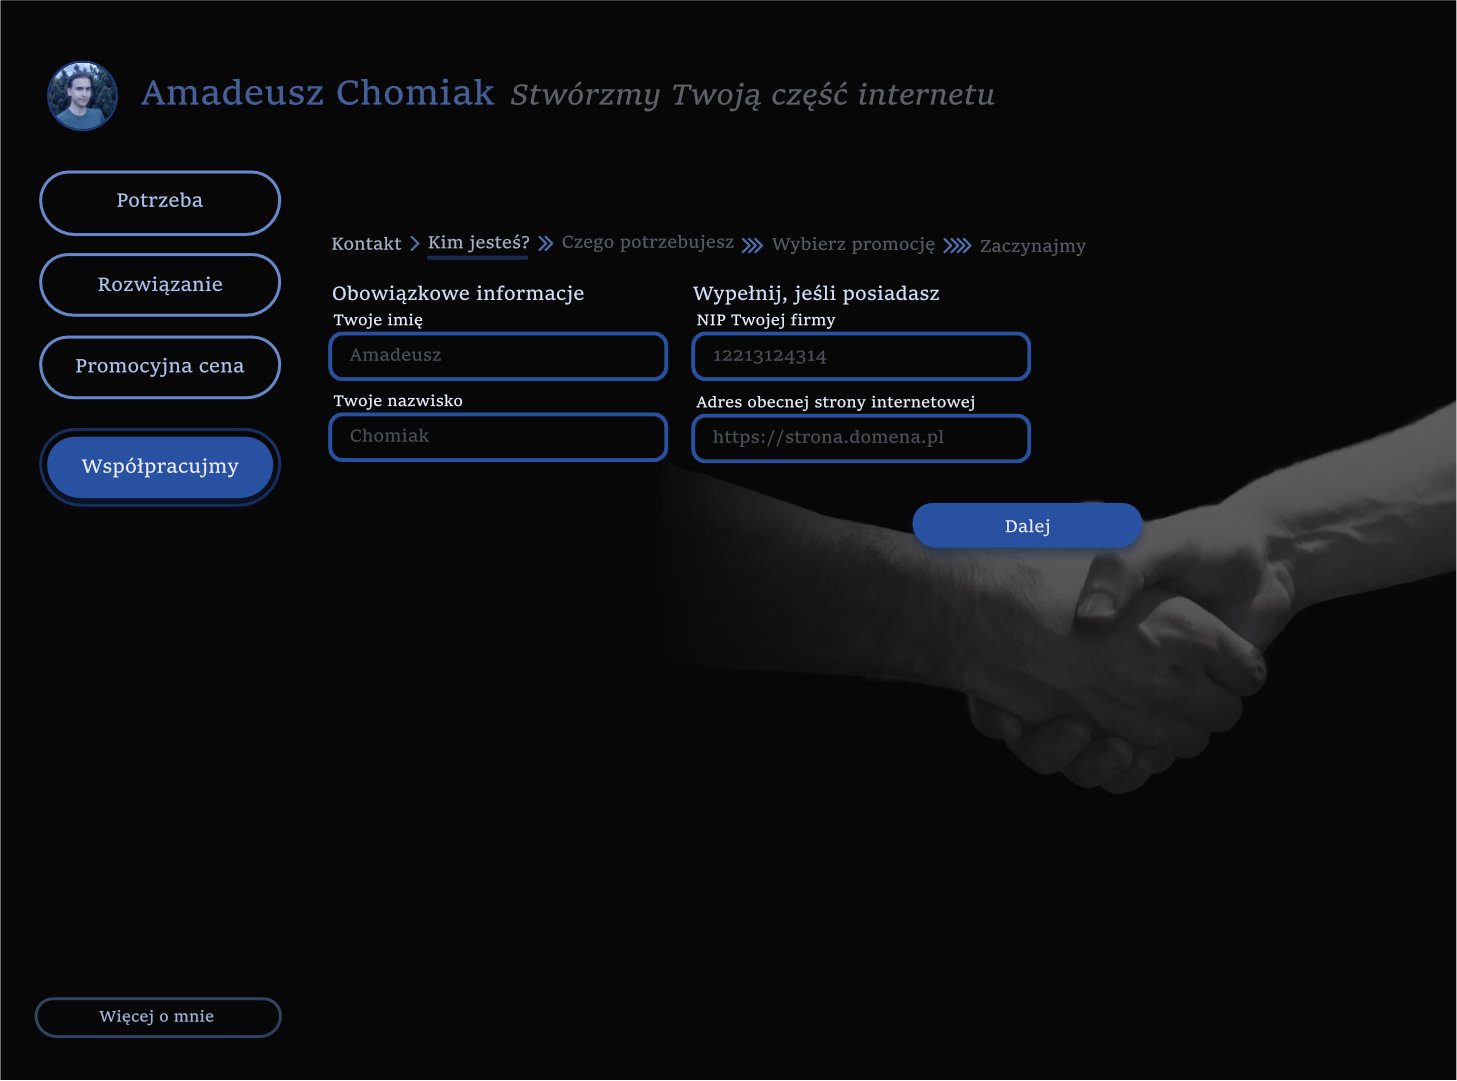 Amadeusz Chomiak Stwórzmy Twoją część internetu
Potrzeba
Rozwiązanie
Promocyjna cena
Współpracujmy
Kontakt Kim jesteś? Czego potrzebujesz Wybierz promocję Zaczynajmy
Obowiązkowe informacje
Twoje imię
Amadeusz
Twoje nazwisko
Chomiak
Wypełnij, jeśli posiadasz
NIP Twojej firmy
12213124314
Adres obecnej strony internetowej
https://strona.domena.pl
Dalej
Więcej o mnie